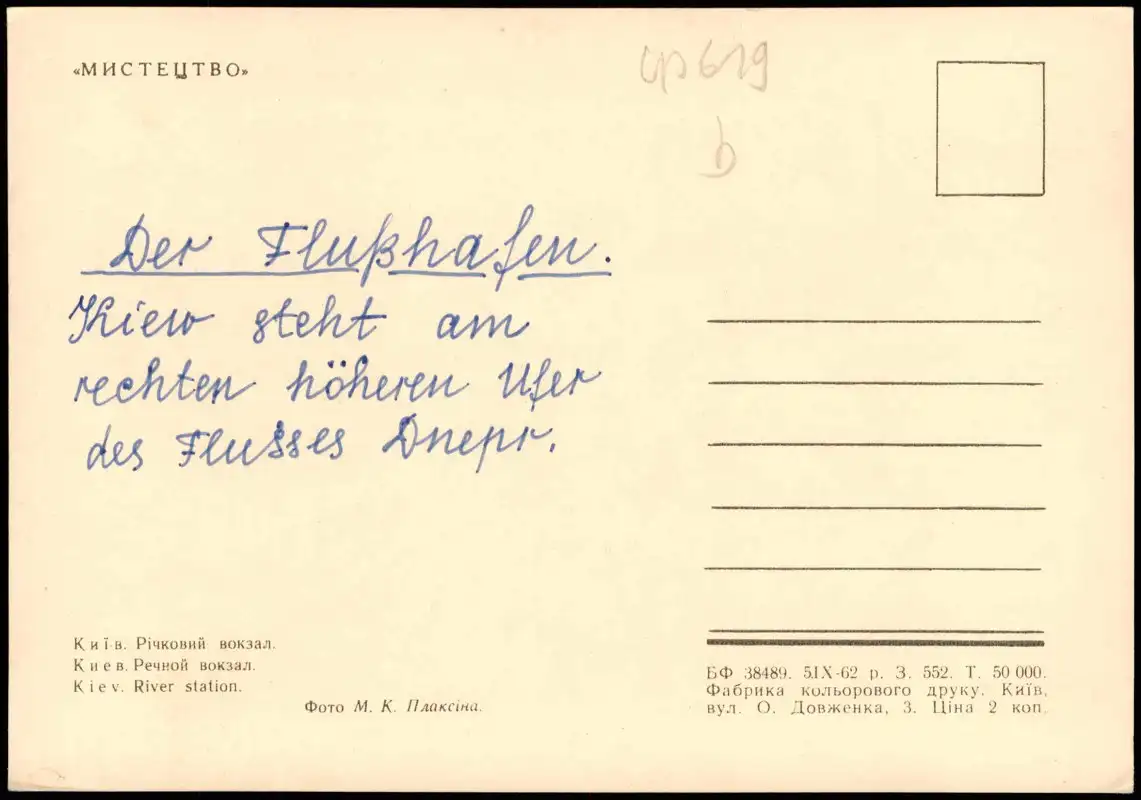 «МИСТЕЦТВО»
b
Der Flußhafen.
Kiew steht am
rechten höheren Ufer
des Flusses Dnepr.
Київ. Річковий вокзал.
Киев. Речной вокзал.
Kiev. River station.
Фото М. К. Плаксіна.
БФ 38489. 5.IX-62 р. З. 552. Т. 50 000.
Фабрика кольорового друку. Київ,
вул. О. Довженка, 3. Ціна 2 коп.